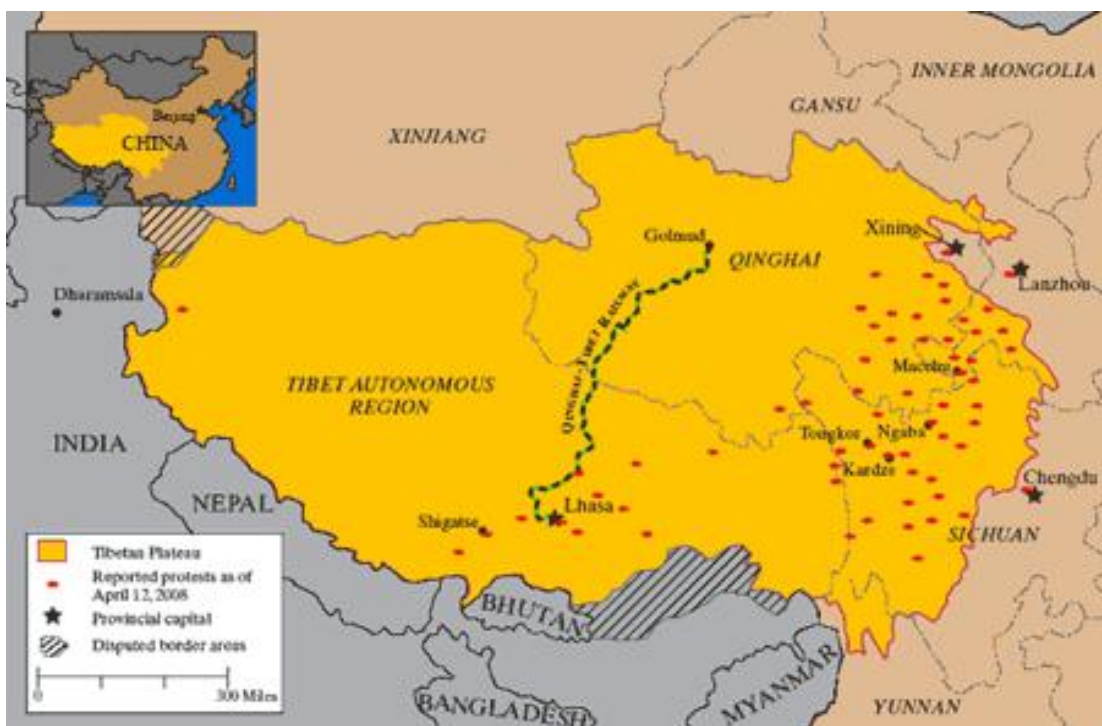 Beijing
CHINA
XINJIANG
GANSU
INNER MONGOLIA
Dharamsala
Golmud
QINGHAI
Xining
Lanzhou
QINGHAI-TIBET RAILWAY
TIBET AUTONOMOUS
REGION
INDIA
NEPAL
Shigatse
Lhasa
Tongkor
Ngaba
Kardze
Chengdu
SICHUAN
BHUTAN
BANGLADESH
MYANMAR
YUNNAN
Tibetan Plateau
Reported protests as of
April 12, 2008
Provincial capital
Disputed border areas
0
300 Miles